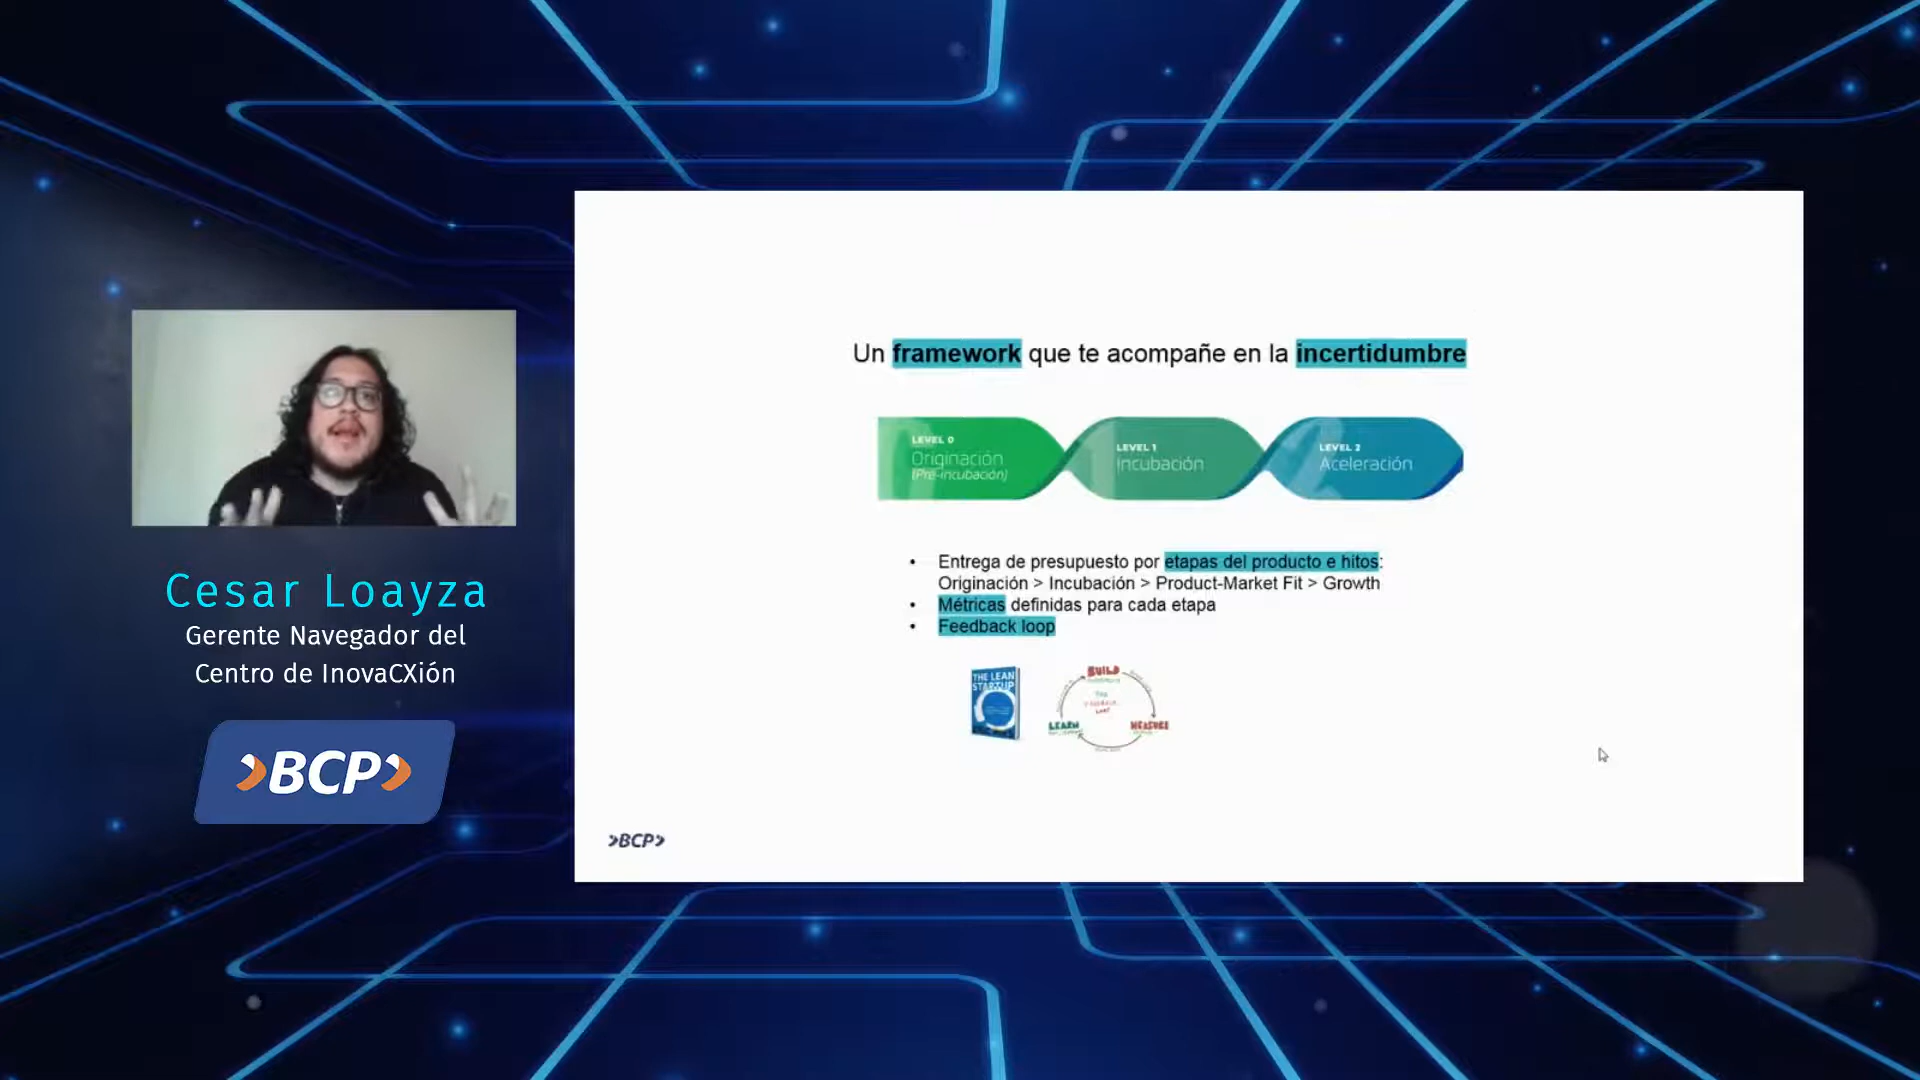 Cesar Loayza
Gerente Navegador del
Centro de InovaCXión
BCP
Un framework que te acompañe en la incertidumbre
LEVEL 0
Originación
(Pre-incubación)
LEVEL 1
Incubación
LEVEL 2
Aceleración
• Entrega de presupuesto por etapas del producto e hitos:
Originación > Incubación > Product-Market Fit > Growth
• Métricas definidas para cada etapa
• Feedback loop
THE LEAN
STARTUP
BUILD
LEARN
MEASURE
BCP